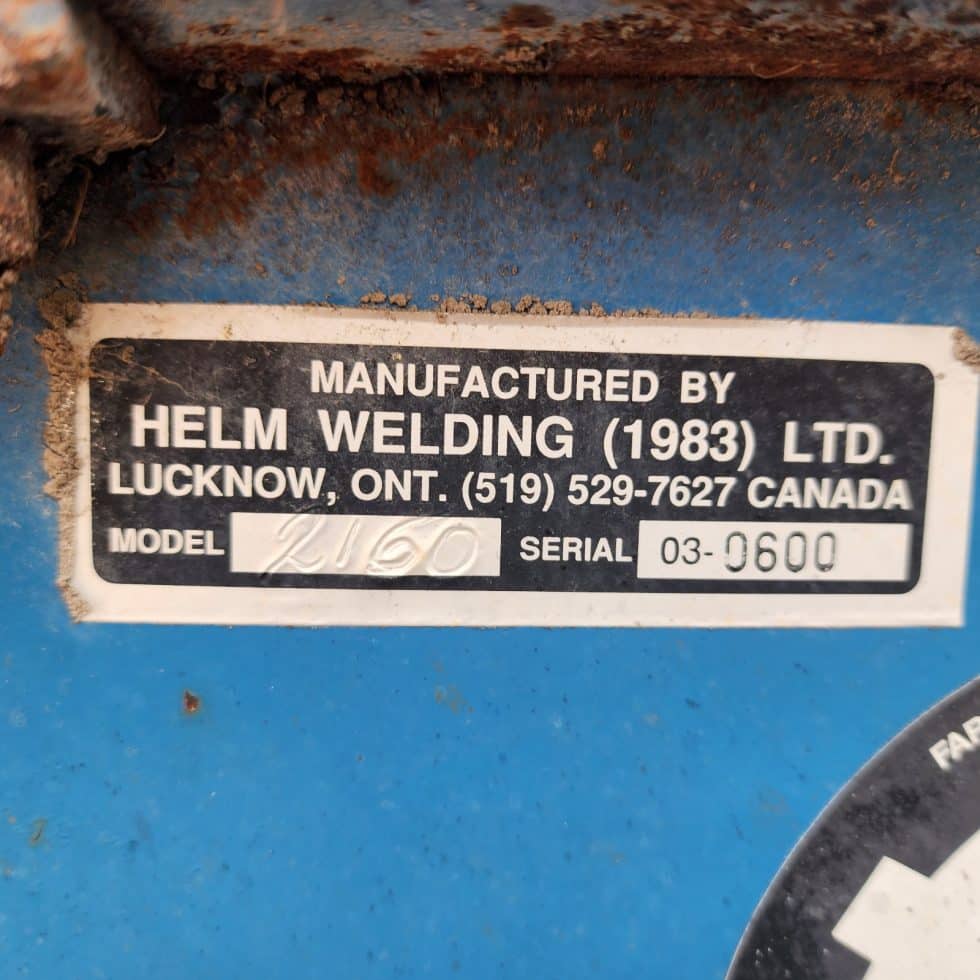 MANUFACTURED BY
HELM WELDING (1983) LTD.
LUCKNOW, ONT. (519) 529-7627 CANADA
MODEL 2160 SERIAL 03-0600